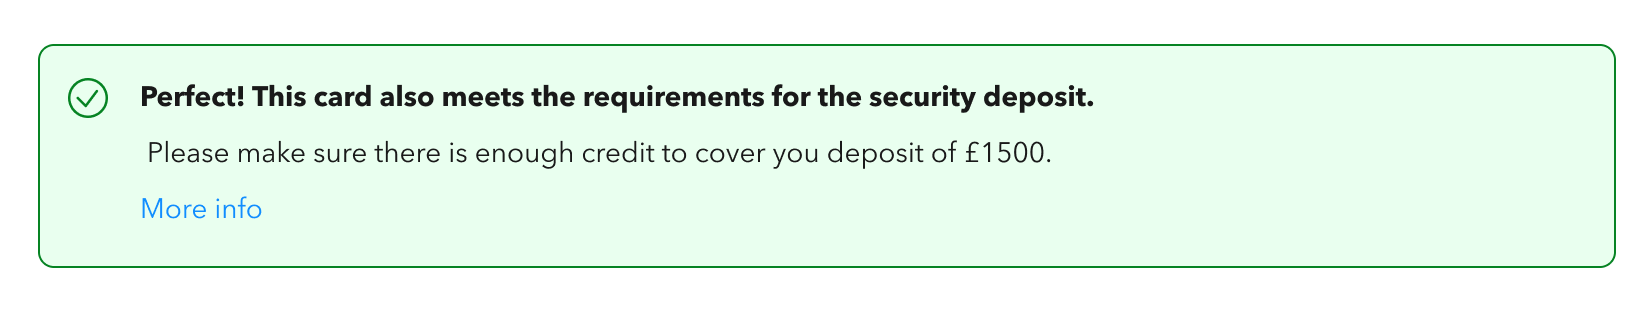 Perfect! This card also meets the requirements for the security deposit.
Please make sure there is enough credit to cover you deposit of £1500.
More info